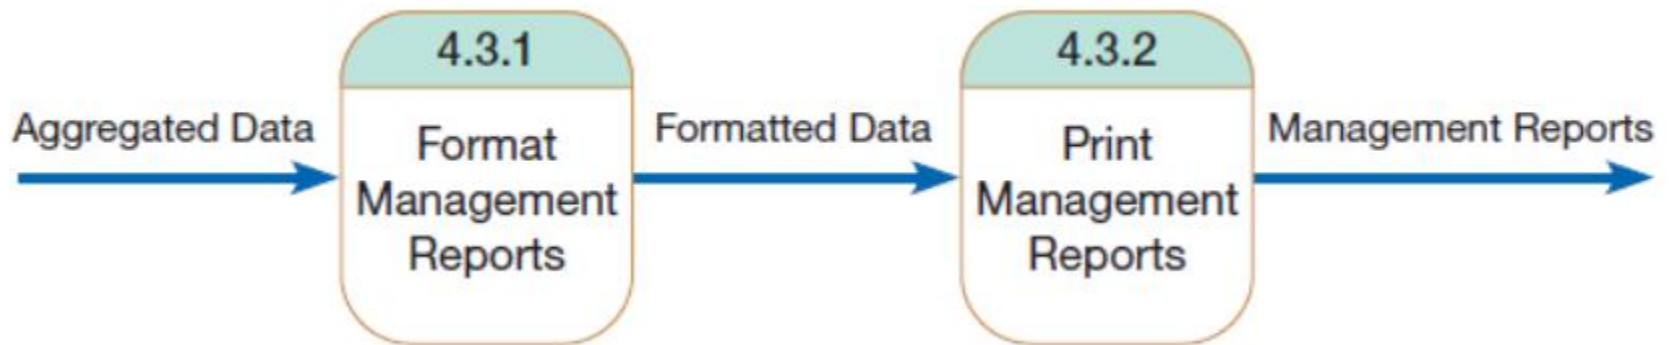 4.3.1
4.3.2
Aggregated Data
Format
Management
Reports
Formatted Data
Print
Management
Reports
Management Reports